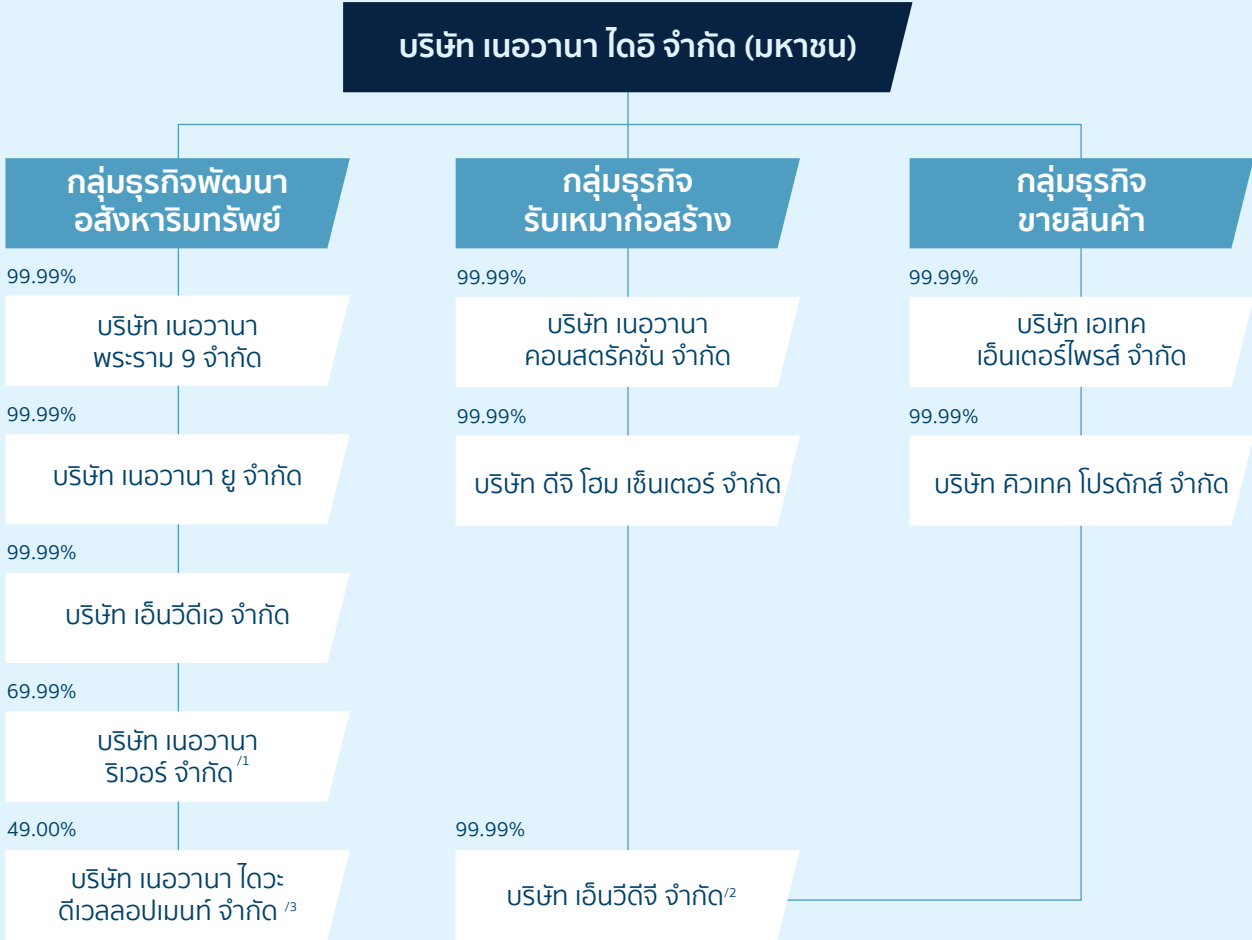 บริษัท เนอวานา ไดอิ จำกัด (มหาชน)
กลุ่มธุรกิจพัฒนา
อสังหาริมทรัพย์
99.99%
บริษัท เนอวานา
พระราม 9 จำกัด
99.99%
บริษัท เนอวานา ยู จำกัด
99.99%
บริษัท เอ็นวีดีเอ จำกัด
69.99%
บริษัท เนอวานา
ริเวอร์ จำกัด /1
49.00%
บริษัท เนอวานา ไดวะ
ดีเวลลอปเมนท์ จำกัด /3
กลุ่มธุรกิจ
รับเหมาก่อสร้าง
99.99%
บริษัท เนอวานา
คอนสตรัคชั่น จำกัด
99.99%
บริษัท ดีจิ โฮม เซ็นเตอร์ จำกัด
99.99%
บริษัท เอ็นวีดีจี จำกัด/2
กลุ่มธุรกิจ
ขายสินค้า
99.99%
บริษัท เอเทค
เอ็นเตอร์ไพรส์ จำกัด
99.99%
บริษัท คิวเทค โปรดักส์ จำกัด